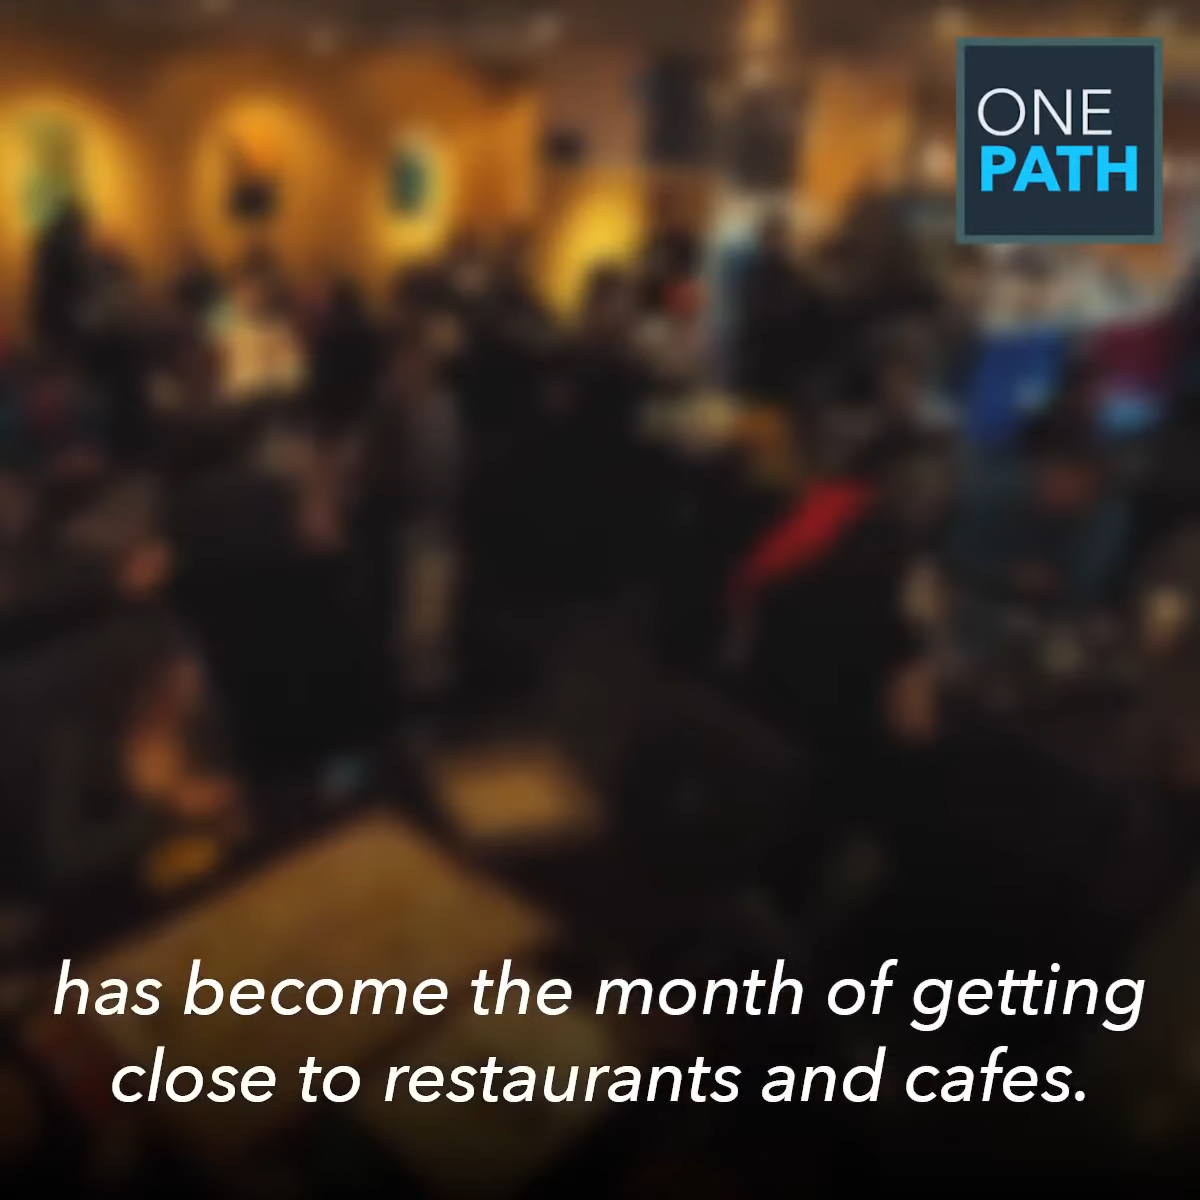 ONE
PATH
has become the month of getting
close to restaurants and cafes.